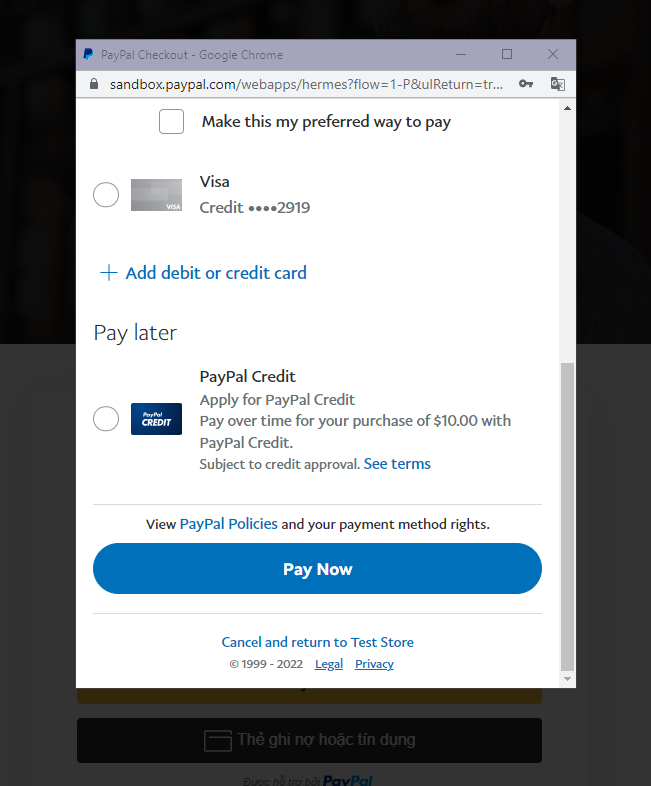 PayPal Checkout - Google Chrome
sandbox.paypal.com/webapps/hermes?flow=1-P&ulReturn=tr...
Make this my preferred way to pay
Visa
VISA
Credit ••••2919
+ Add debit or credit card
Pay later
PayPal Credit
Apply for PayPal Credit
PayPal
CREDIT
Pay over time for your purchase of $10.00 with
PayPal Credit.
Subject to credit approval. See terms
View PayPal Policies and your payment method rights.
Pay Now
Cancel and return to Test Store
© 1999 - 2022 Legal Privacy
Thẻ ghi nợ hoặc tín dụng
Được hỗ trợ bởi PayPal